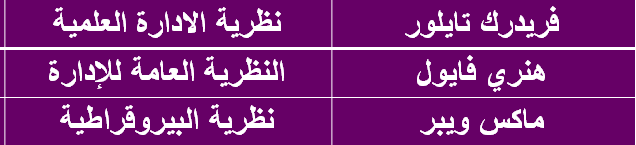 فريدرك تايلور نظرية الادارة العلمية
هنري فايول النظرية العامة للإدارة
ماكس ويبر نظرية البيروقراطية